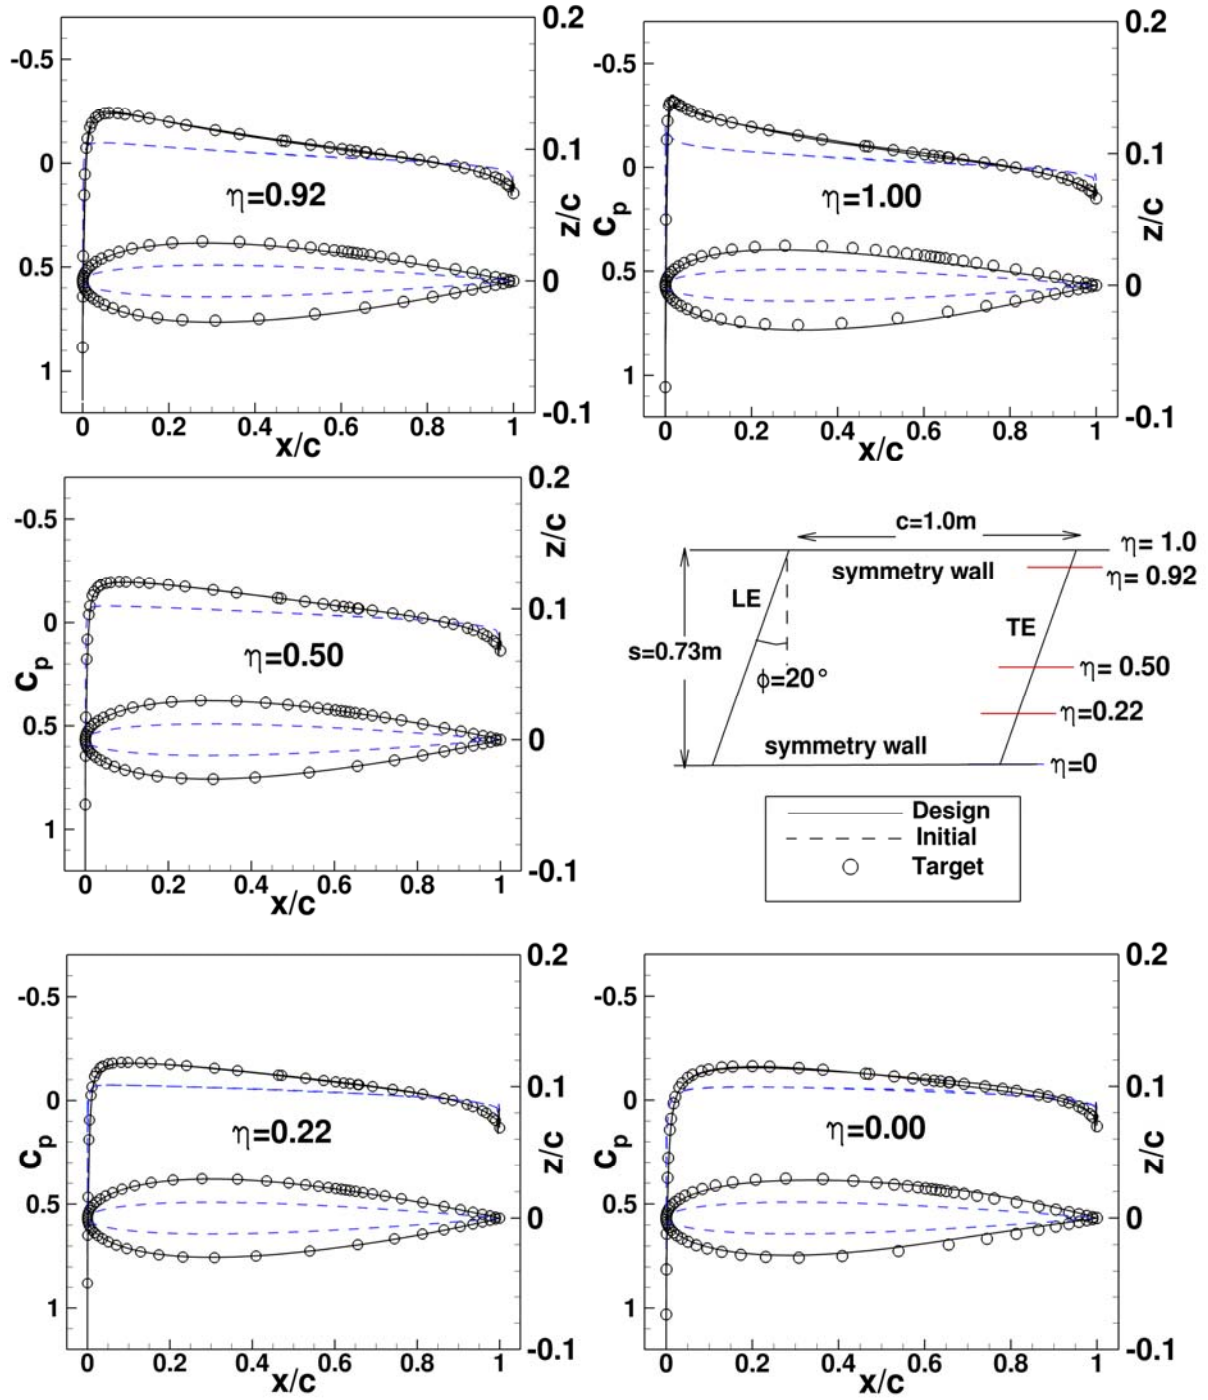 0.2
0.2
-0.5
-0.5
0.1
0.1
0
0
η=0.92
η=1.00
z/c
Cp
z/c
0.5
0
0.5
0
1
1
-0.1
-0.1
0 0.2 0.4 0.6 0.8 1
0 0.2 0.4 0.6 0.8 1
x/c
x/c
0.2
-0.5
z/c
0.1
0
η=0.50
Cp
0.5
0
1
-0.1
0 0.2 0.4 0.6 0.8 1
x/c
c=1.0m
η= 1.0
symmetry wall
η= 0.92
LE
TE
s=0.73m
η= 0.50
ϕ=20°
η=0.22
symmetry wall
η=0
Design
Initial
Target
0.2
0.2
-0.5
-0.5
0.1
0.1
0
0
η=0.22
η=0.00
Cp
z/c
Cp
z/c
0.5
0
0.5
0
1
1
-0.1
-0.1
0 0.2 0.4 0.6 0.8 1
0 0.2 0.4 0.6 0.8 1
x/c
x/c